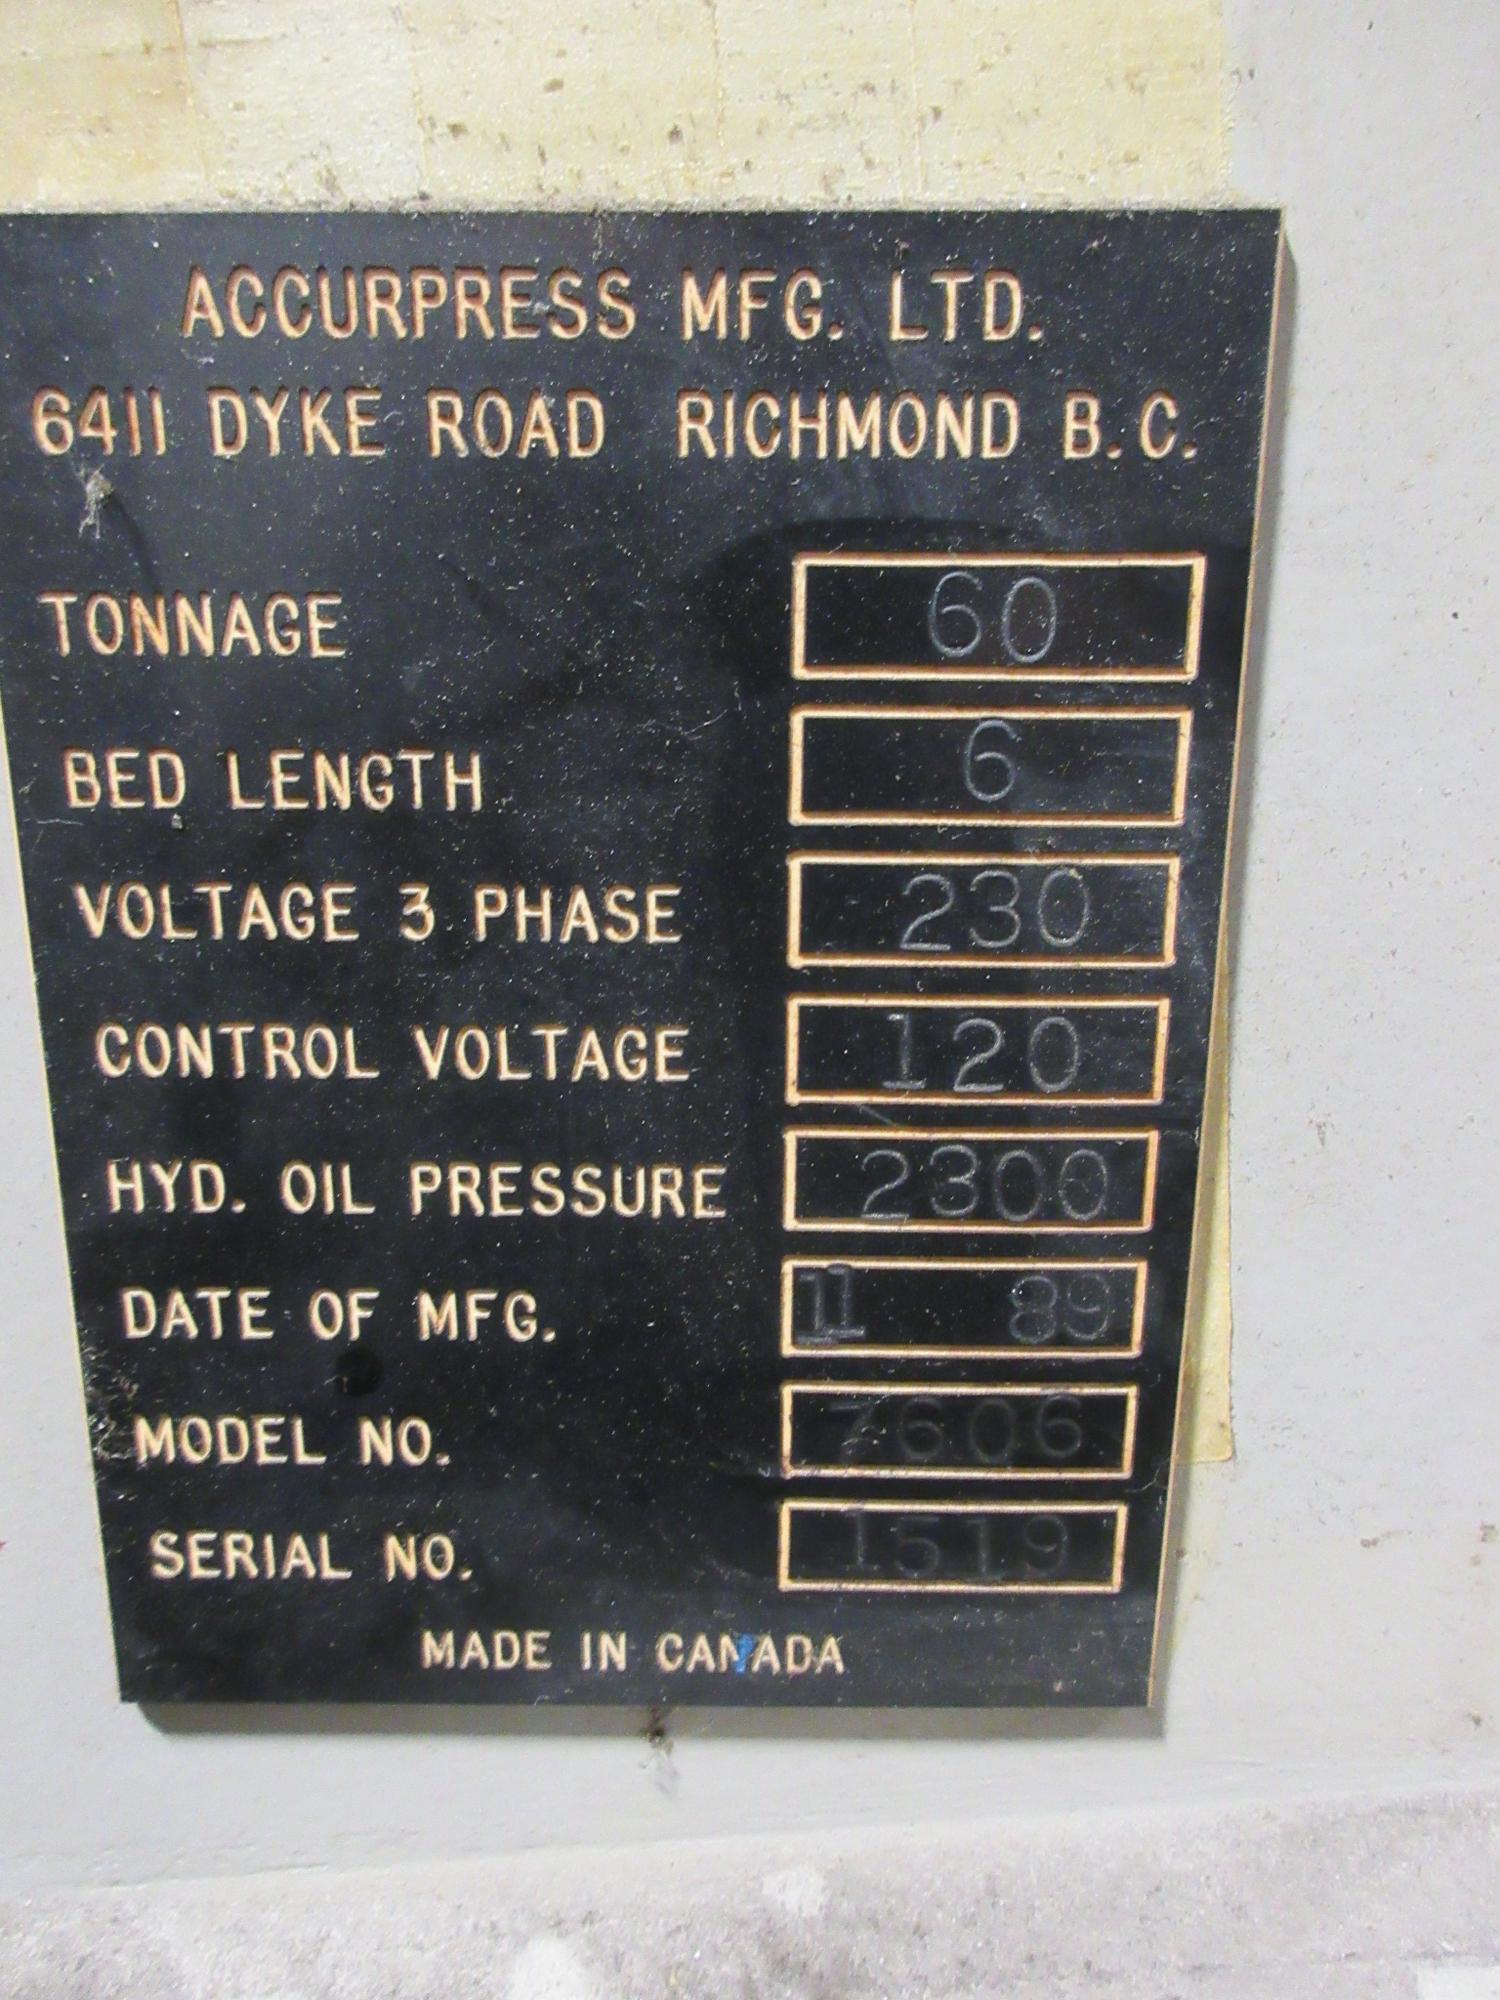 ACCURPRESS MFG. LTD.
6411 DYKE ROAD RICHMOND B.C.
TONNAGE 60
BED LENGTH 6
VOLTAGE 3 PHASE 230
CONTROL VOLTAGE 120
HYD. OIL PRESSURE 2300
DATE OF MFG. 11 89
MODEL NO. 7606
SERIAL NO. 1519
MADE IN CANADA